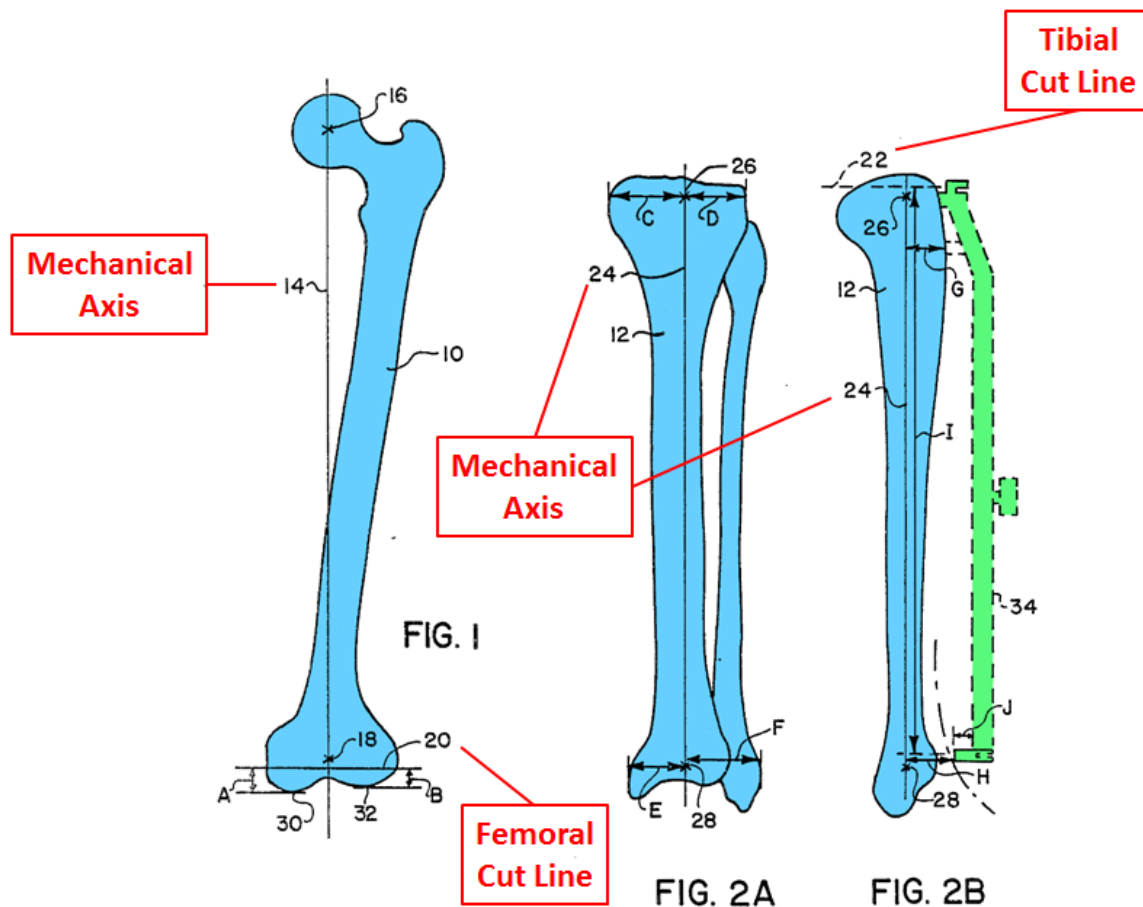 Tibial
Cut Line
16
26
22
C
D
26
Mechanical
Axis
14
24
12
12
G
10
24
I
Mechanical
Axis
34
FIG. 1
J
F
18
20
A
B
H
30
32
E
28
28
Femoral
Cut Line
FIG. 2A
FIG. 2B